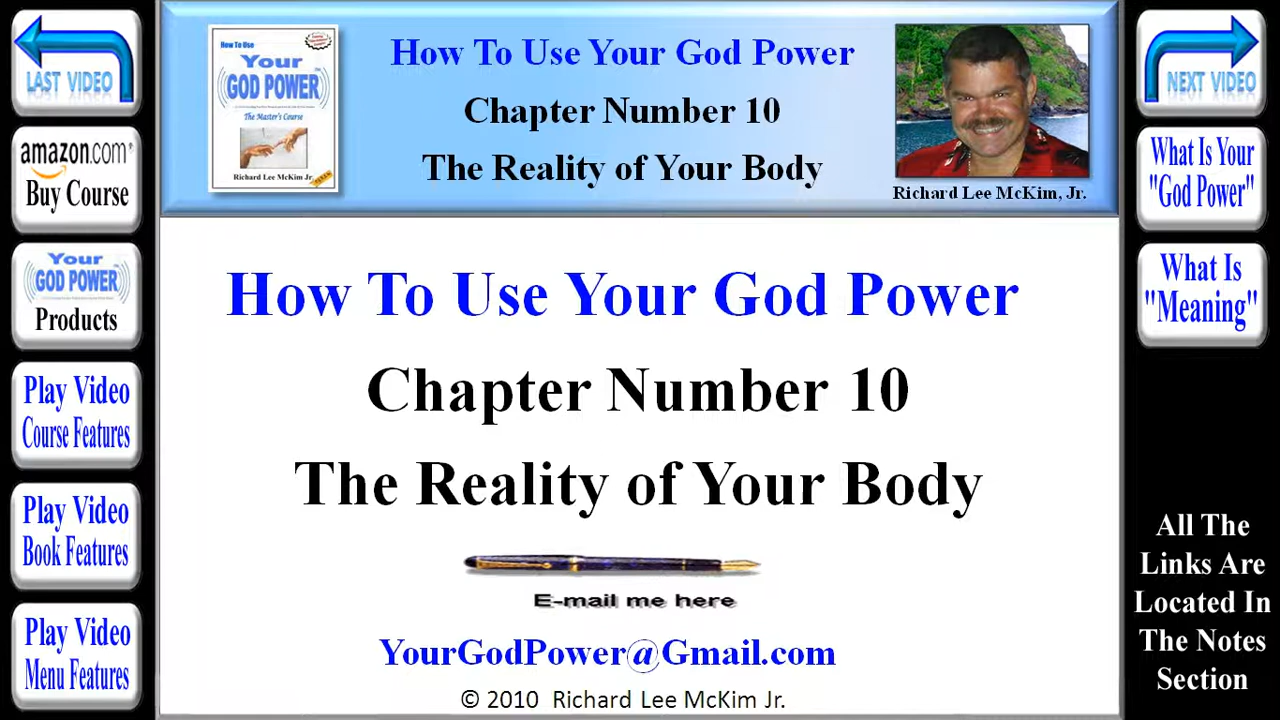 LAST VIDEO
amazon.com
Buy Course
Your
GOD POWER
Products
Play Video
Course Features
Play Video
Book Features
Play Video
Menu Features
How To Use
Your
GOD POWER
The Master's Course
Richard Lee McKim Jr.
How To Use Your God Power
Chapter Number 10
The Reality of Your Body
Richard Lee McKim, Jr.
How To Use Your God Power
Chapter Number 10
The Reality of Your Body
E-mail me here
YourGodPower@Gmail.com
© 2010 Richard Lee McKim Jr.
NEXT VIDEO
What Is Your
"God Power"
What Is
"Meaning"
All The
Links Are
Located In
The Notes
Section